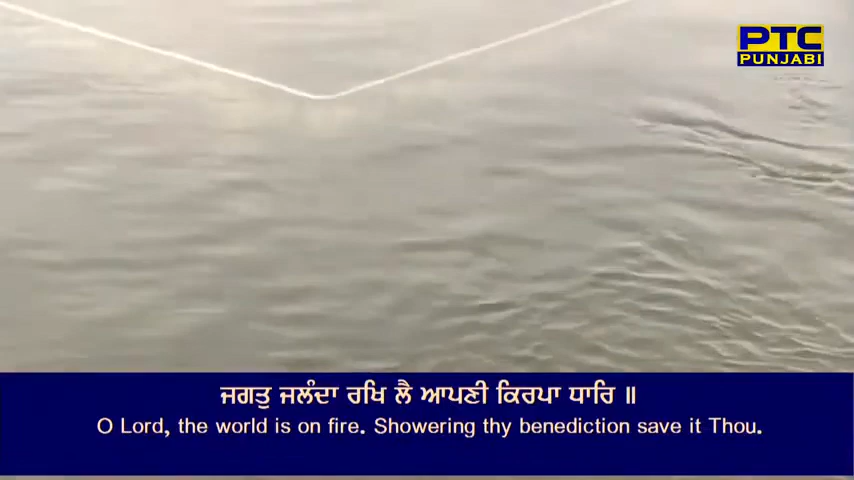 PTC
PUNJABI
ਜਗਤੁ ਜਲੰਦਾ ਰਖਿ ਲੈ ਆਪਣੀ ਕਿਰਪਾ ਧਾਰਿ ॥
O Lord, the world is on fire. Showering thy benediction save it Thou.